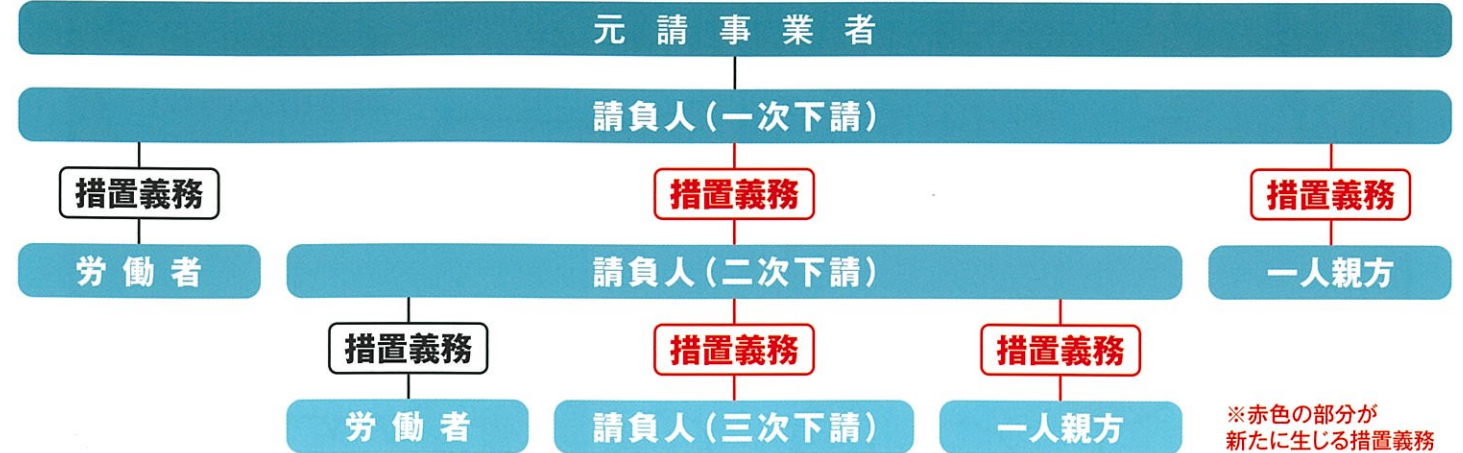 元請事業者
請負人(一次下請)
措置義務
措置義務
措置義務
労働者
請負人(二次下請)
一人親方
措置義務
措置義務
措置義務
労働者
請負人(三次下請)
一人親方
※赤色の部分が
新たに生じる措置義務